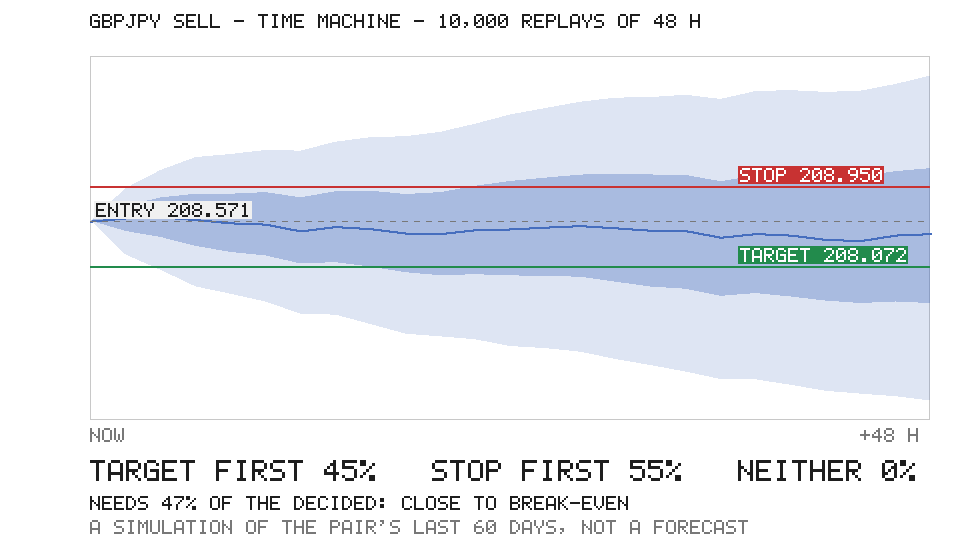 GBPJPY SELL - TIME MACHINE - 10,000 REPLAYS OF 48 H
STOP 208.950
ENTRY 208.571
TARGET 208.072
NOW +48 H
TARGET FIRST 45% STOP FIRST 55% NEITHER 0%
NEEDS 47% OF THE DECIDED: CLOSE TO BREAK-EVEN
A SIMULATION OF THE PAIR'S LAST 60 DAYS, NOT A FORECAST